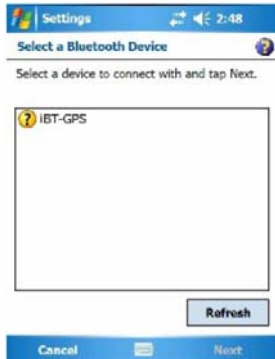 Settings 2:48
Select a Bluetooth Device
Select a device to connect with and tap Next.
iBT-GPS
Refresh
Cancel Next